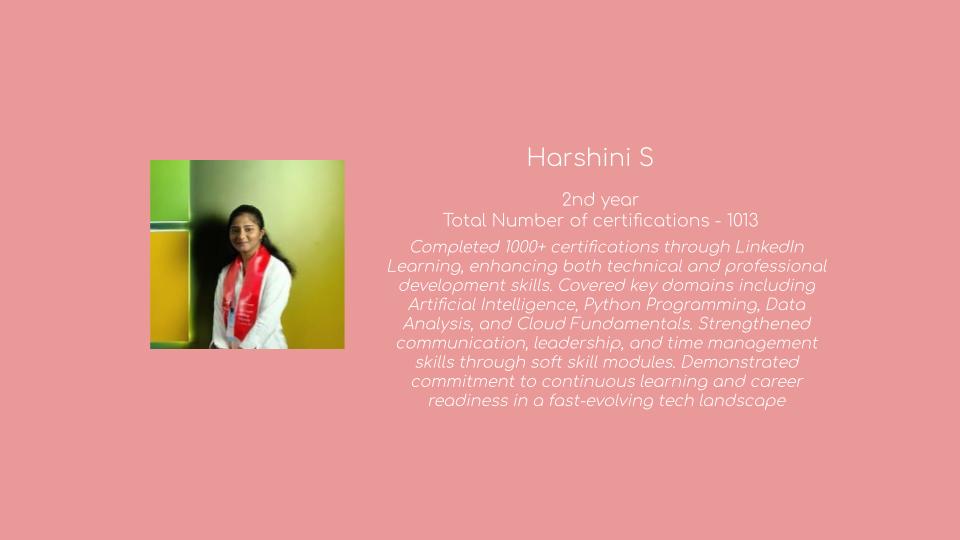 Harshini S
2nd year
Total Number of certifications - 1013
Completed 1000+ certifications through LinkedIn
Learning, enhancing both technical and professional
development skills. Covered key domains including
Artificial Intelligence, Python Programming, Data
Analysis, and Cloud Fundamentals. Strengthened
communication, leadership, and time management
skills through soft skill modules. Demonstrated
commitment to continuous learning and career
readiness in a fast-evolving tech landscape